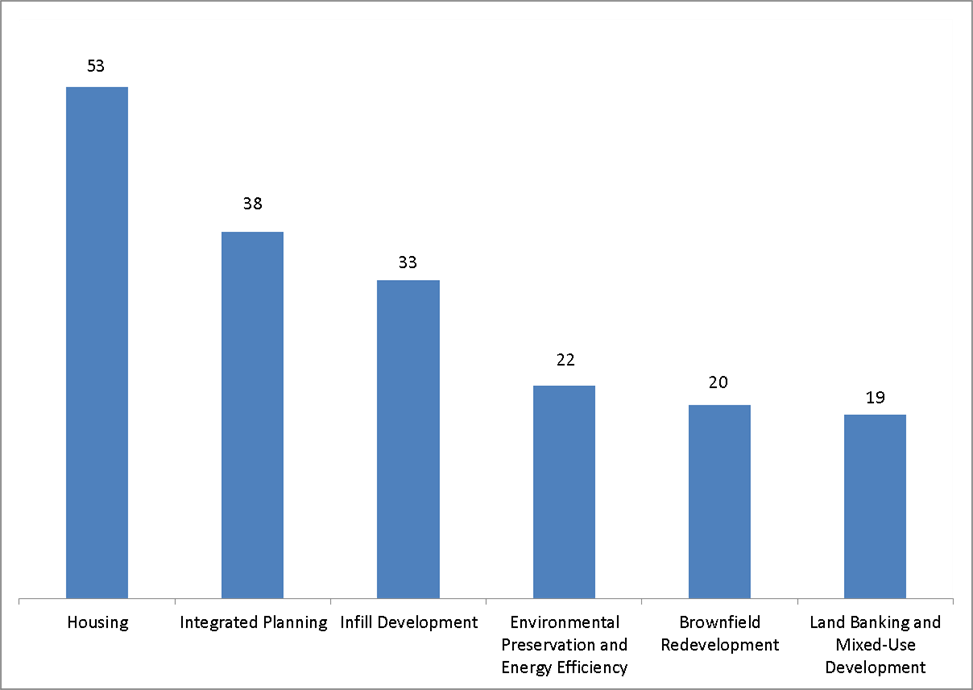 53
38
33
22
20
19
Housing
Integrated Planning
Infill Development
Environmental
Preservation and
Energy Efficiency
Brownfield
Redevelopment
Land Banking and
Mixed-Use
Development